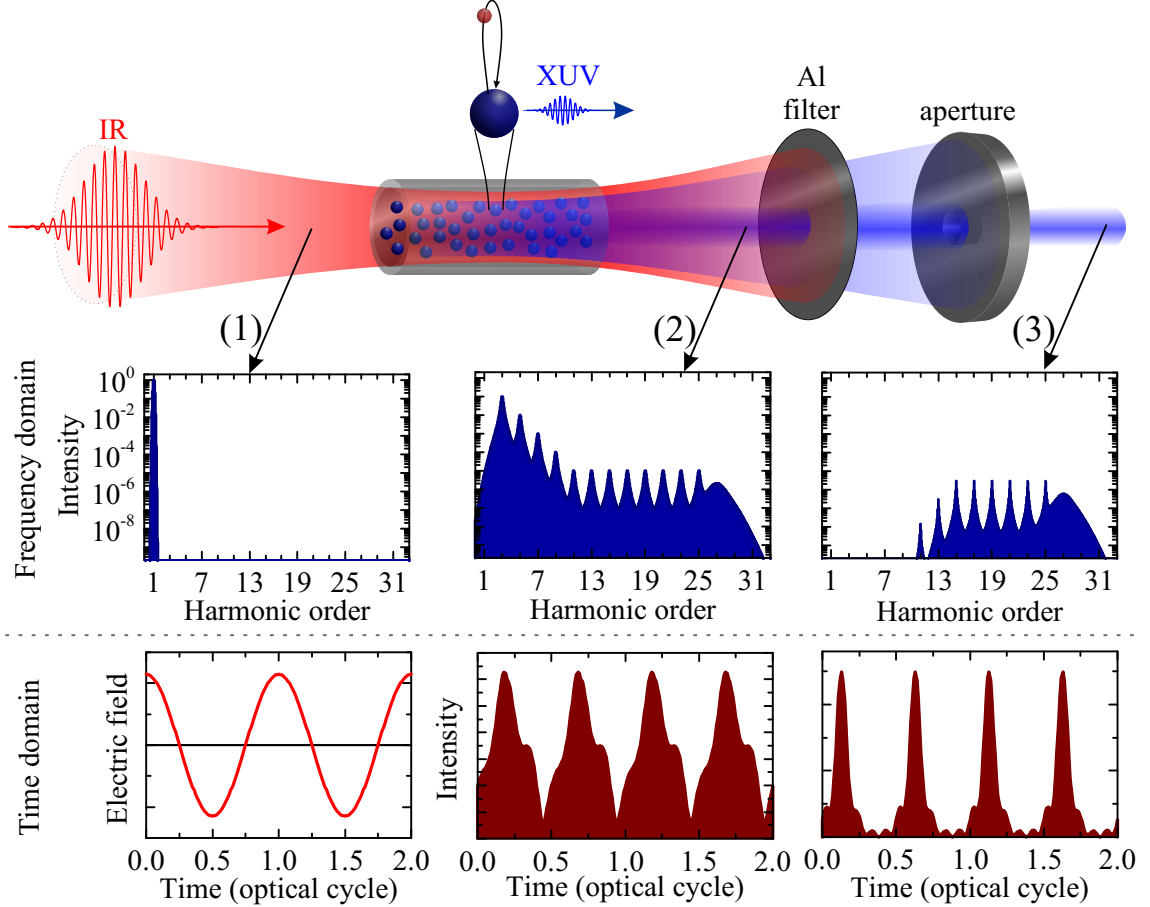 IR
XUV
Al
filter
aperture
(1)
(2)
(3)
Frequency domain
Intensity
10⁰
10⁻²
10⁻⁴
10⁻⁶
10⁻⁸
1 7 13 19 25 31
Harmonic order
1 7 13 19 25 31
Harmonic order
1 7 13 19 25 31
Harmonic order
Time domain
Electric field
0.0 0.5 1.0 1.5 2.0
Time (optical cycle)
Intensity
0.0 0.5 1.0 1.5 2.0
Time (optical cycle)
0.0 0.5 1.0 1.5 2.0
Time (optical cycle)